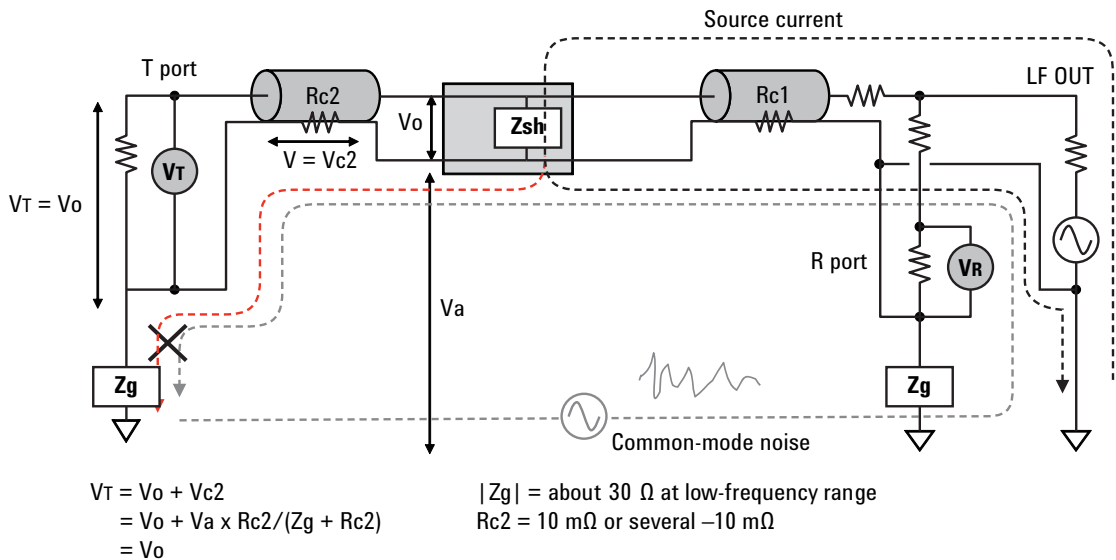 Source current
T port
LF OUT
Rc2
Rc1
Vo
Zsh
V = Vc2
VT
VT = Vo
R port
VR
Va
Zg
Zg
Common-mode noise
VT = Vo + Vc2
= Vo + Va x Rc2/(Zg + Rc2)
= Vo
|Zg| = about 30 Ω at low-frequency range
Rc2 = 10 mΩ or several –10 mΩ